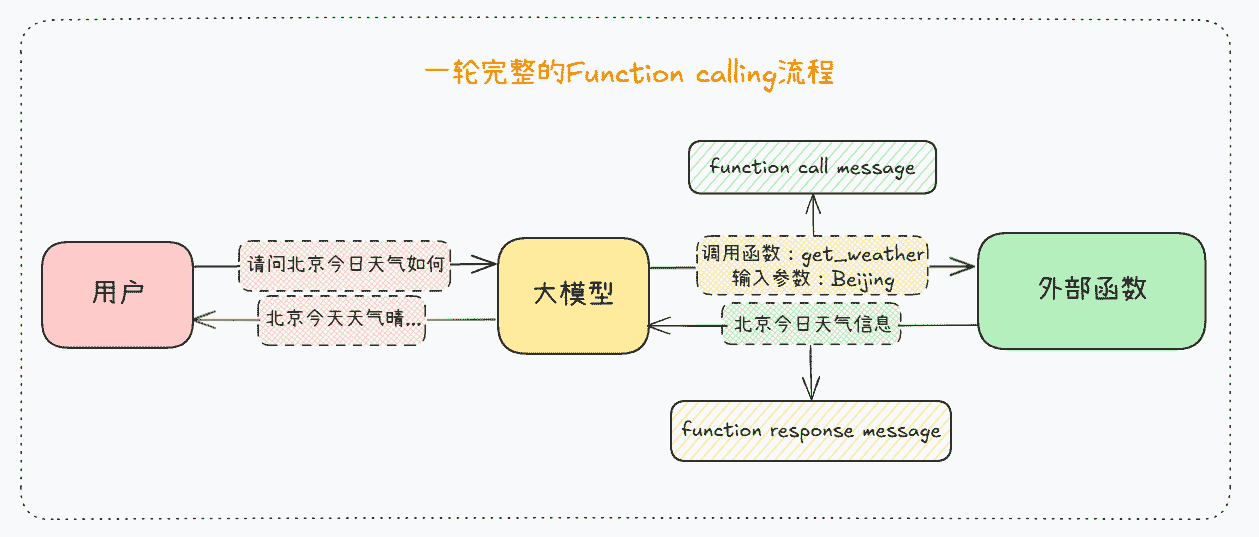 一轮完整的Function calling流程
function call message
用户
请问北京今日天气如何
北京今天天气晴...
大模型
调用函数：get_weather
输入参数：Beijing
北京今日天气信息
外部函数
function response message